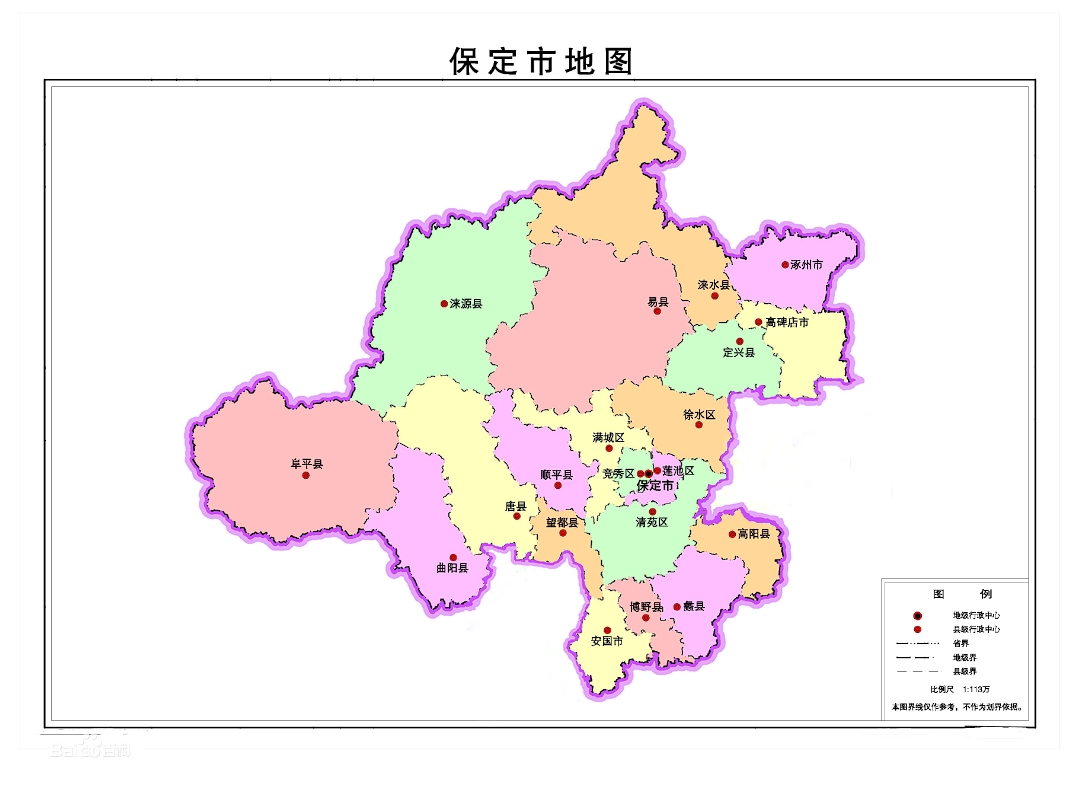 保定市地图
涿州市
涞水县
涞源县
易县
高碑店市
定兴县
徐水区
满城区
阜平县
竞秀区
莲池区
顺平县
保定市
唐县
望都县
清苑区
高阳县
曲阳县
博野县
蠡县
安国市
图 例
地级行政中心
县级行政中心
省界
地级界
县级界
比例尺 1:113万
本图界线仅作参考，不作为划界依据。
Baidu百科